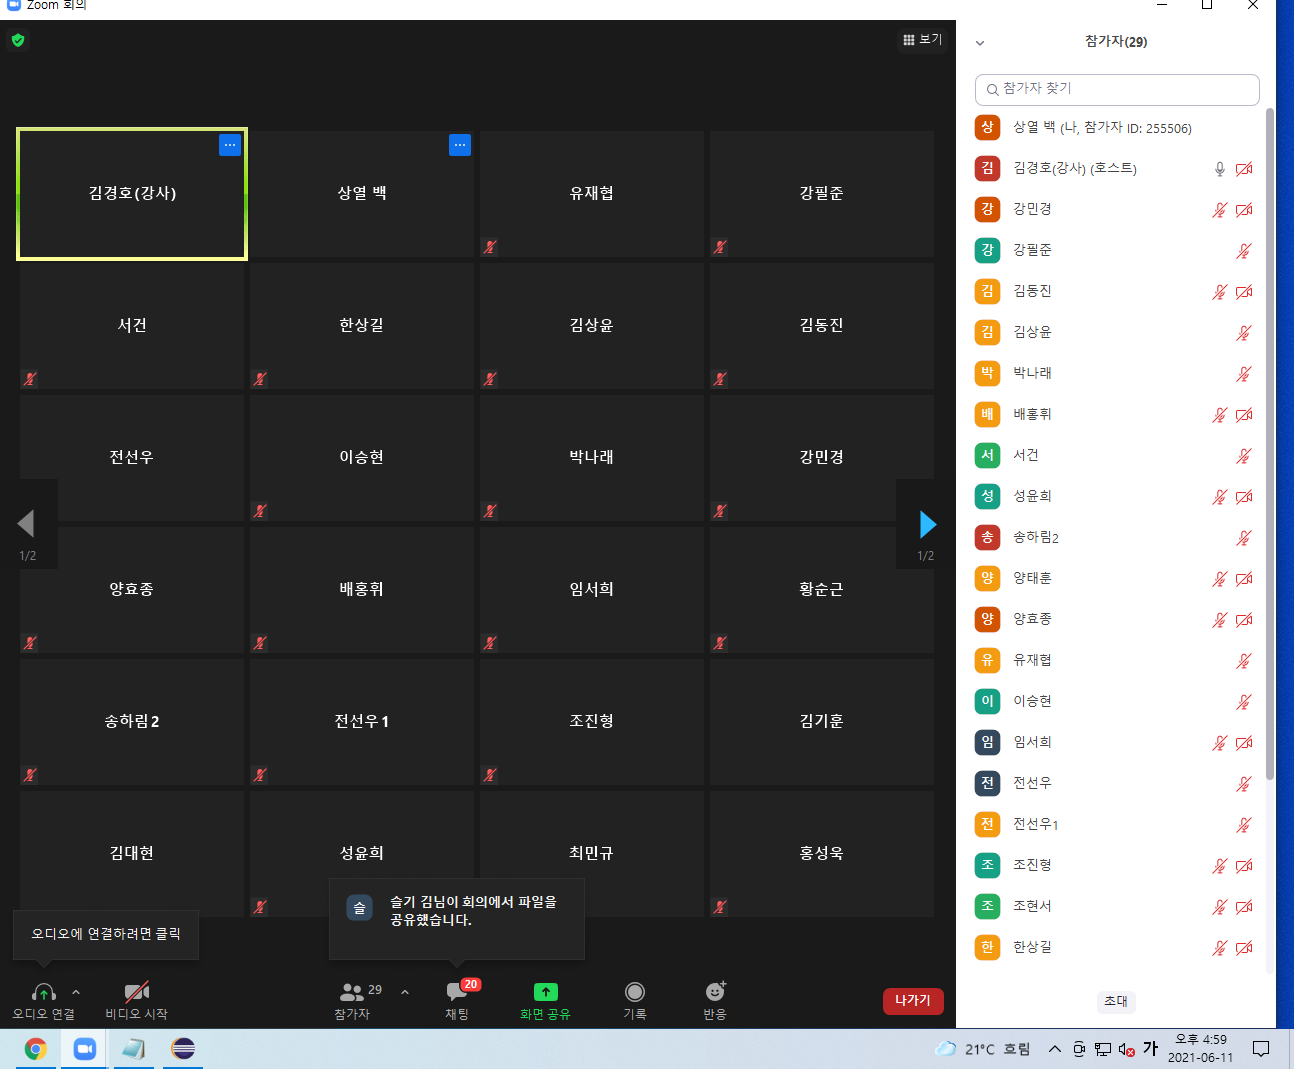 Zoom 회의
보기
김경호(강사)
상열 백
유재협
강필준
서건
한상길
김상윤
김동진
전선우
이승현
박나래
강민경
1/2
1/2
양효종
배홍휘
임서희
황순근
송하림2
전선우1
조진형
김기훈
김대현
성윤희
최민규
홍성욱
오디오에 연결하려면 클릭
슬
슬기 김님이 회의에서 파일을
공유했습니다.
오디오 연결
비디오 시작
29
참가자
20
채팅
화면 공유
기록
반응
나가기
참가자(29)
참가자 찾기
상 상열 백 (나, 참가자 ID: 255506)
김 김경호(강사) (호스트)
강 강민경
강 강필준
김 김동진
김 김상윤
박 박나래
배 배홍휘
서 서건
성 성윤희
송 송하림2
양 양태훈
양 양효종
유 유재협
이 이승현
임 임서희
전 전선우
전 전선우1
조 조진형
조 조현서
한 한상길
초대
21°C 흐림
가
오후 4:59
2021-06-11